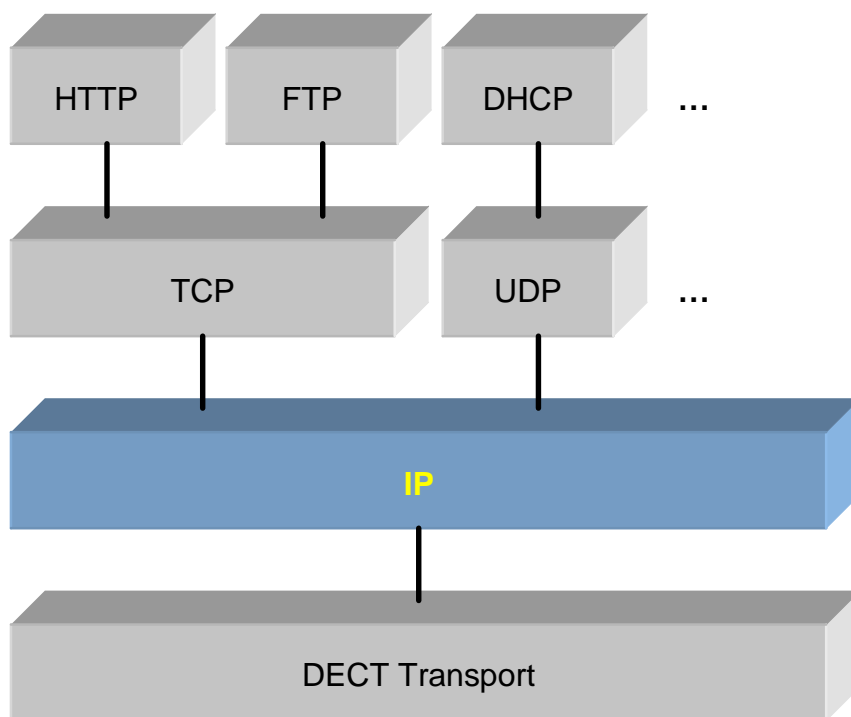 HTTP FTP DHCP ...
TCP UDP ...
IP
DECT Transport